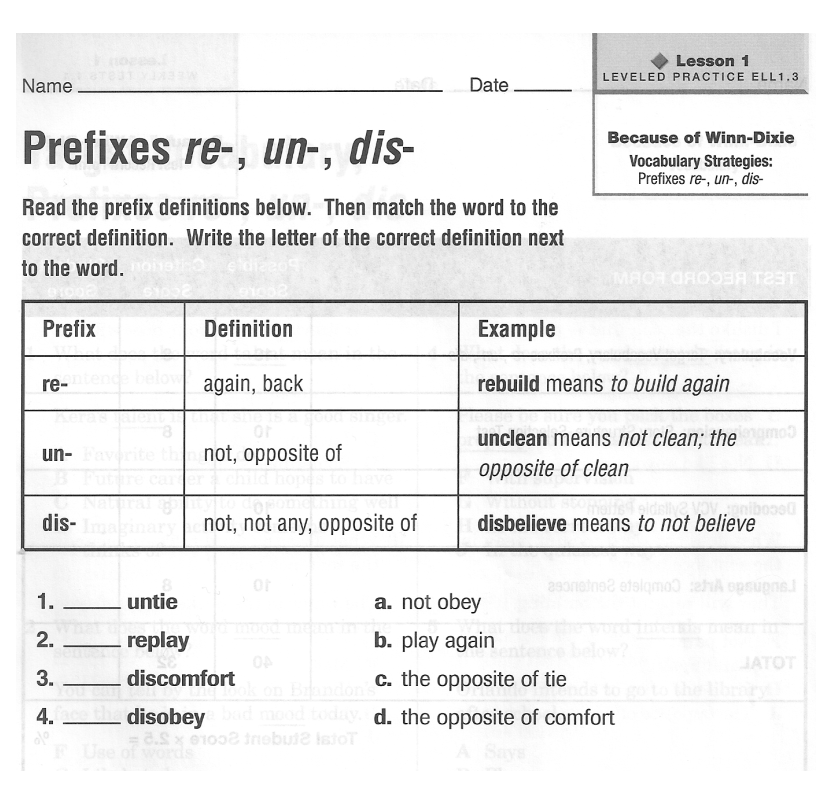 Name
Date
Lesson 1
LEVELED PRACTICE ELL1.3
Because of Winn-Dixie
Vocabulary Strategies:
Prefixes re-, un-, dis-
Prefixes re-, un-, dis-
Read the prefix definitions below. Then match the word to the
correct definition. Write the letter of the correct definition next
to the word.
Prefix Definition Example
re- again, back rebuild means to build again
un- not, opposite of unclean means not clean; the
opposite of clean
dis- not, not any, opposite of disbelieve means to not believe
1. ______ untie a. not obey
2. ______ replay b. play again
3. ______ discomfort c. the opposite of tie
4. ______ disobey d. the opposite of comfort